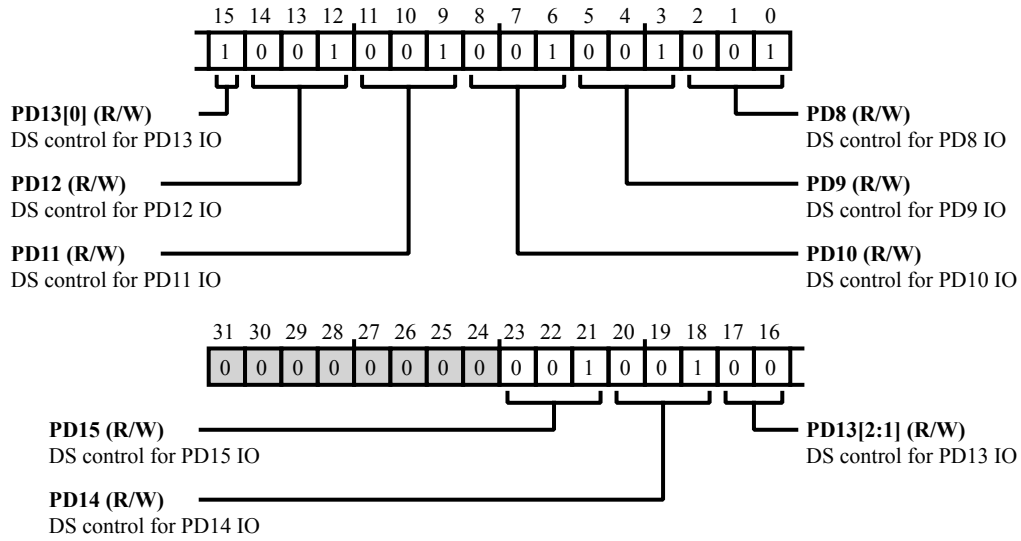 15 14 13 12 11 10 9 8 7 6 5 4 3 2 1 0
1 0 0 1 0 0 1 0 0 1 0 0 1 0 0 1
PD13[0] (R/W)
DS control for PD13 IO
PD8 (R/W)
DS control for PD8 IO
PD12 (R/W)
DS control for PD12 IO
PD9 (R/W)
DS control for PD9 IO
PD11 (R/W)
DS control for PD11 IO
PD10 (R/W)
DS control for PD10 IO
31 30 29 28 27 26 25 24 23 22 21 20 19 18 17 16
0 0 0 0 0 0 0 0 0 0 1 0 0 1 0 0
PD15 (R/W)
DS control for PD15 IO
PD13[2:1] (R/W)
DS control for PD13 IO
PD14 (R/W)
DS control for PD14 IO